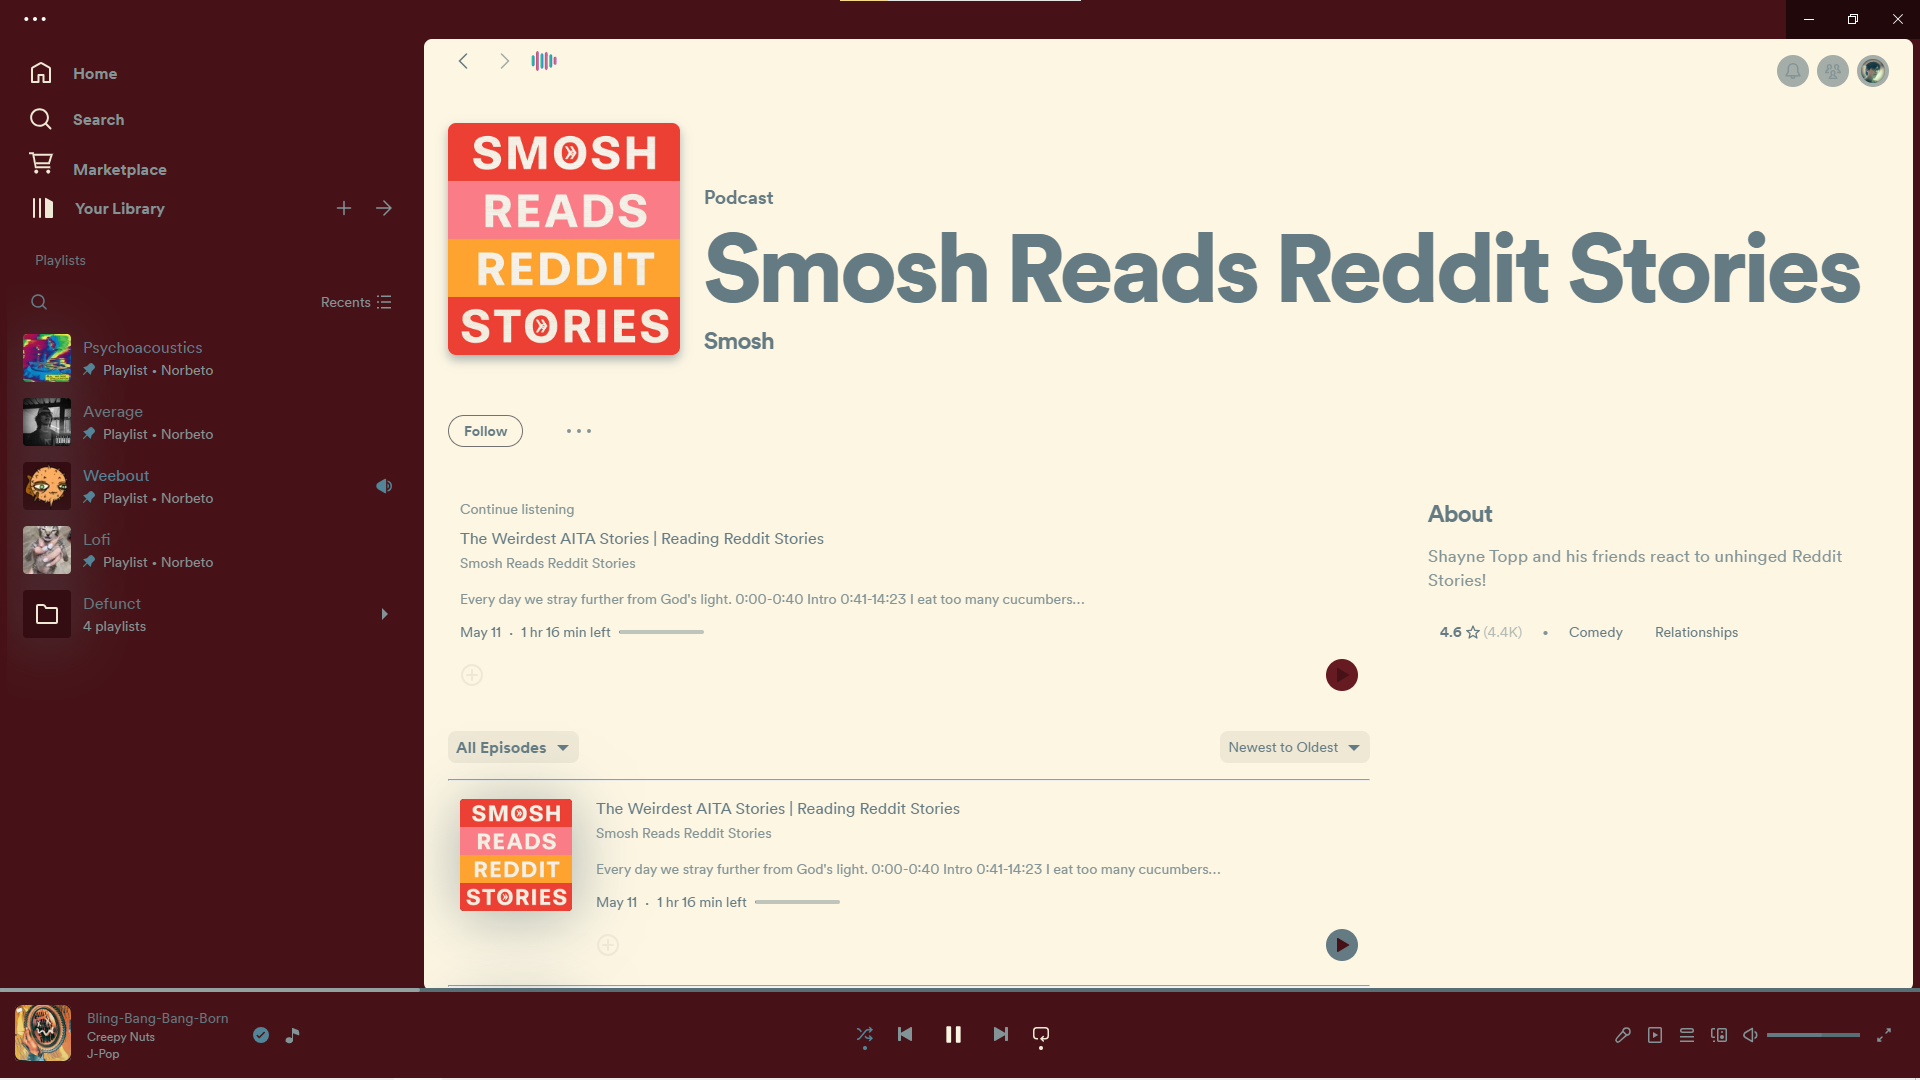 Home
Search
Marketplace
Your Library
Playlists
Recents
Psychoacoustics
Playlist • Norbeto
Average
Playlist • Norbeto
Weebout
Playlist • Norbeto
Lofi
Playlist • Norbeto
Defunct
4 playlists
SMOSH
READS
REDDIT
STORIES
Podcast
Smosh Reads Reddit Stories
Smosh
Follow
Continue listening
The Weirdest AITA Stories | Reading Reddit Stories
Smosh Reads Reddit Stories
Every day we stray further from God's light. 0:00-0:40 Intro 0:41-14:23 I eat too many cucumbers...
May 11 · 1 hr 16 min left
About
Shayne Topp and his friends react to unhinged Reddit
Stories!
4.6 (4.4K) • Comedy Relationships
All Episodes
Newest to Oldest
SMOSH
READS
REDDIT
STORIES
The Weirdest AITA Stories | Reading Reddit Stories
Smosh Reads Reddit Stories
Every day we stray further from God's light. 0:00-0:40 Intro 0:41-14:23 I eat too many cucumbers...
May 11 · 1 hr 16 min left
Bling-Bang-Bang-Born
Creepy Nuts
J-Pop